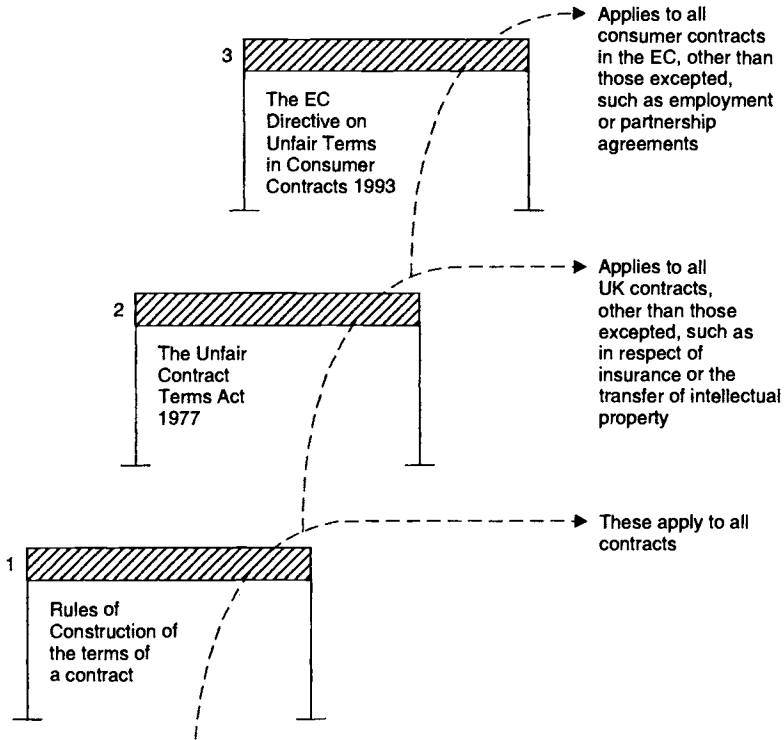 Applies to all
consumer contracts
in the EC, other than
those excepted,
such as employment
or partnership
agreements
3
The EC
Directive on
Unfair Terms
in Consumer
Contracts 1993
Applies to all
UK contracts,
other than those
excepted, such as
in respect of
insurance or the
transfer of intellectual
property
2
The Unfair
Contract
Terms Act
1977
These apply to all
contracts
1
Rules of
Construction of
the terms of
a contract